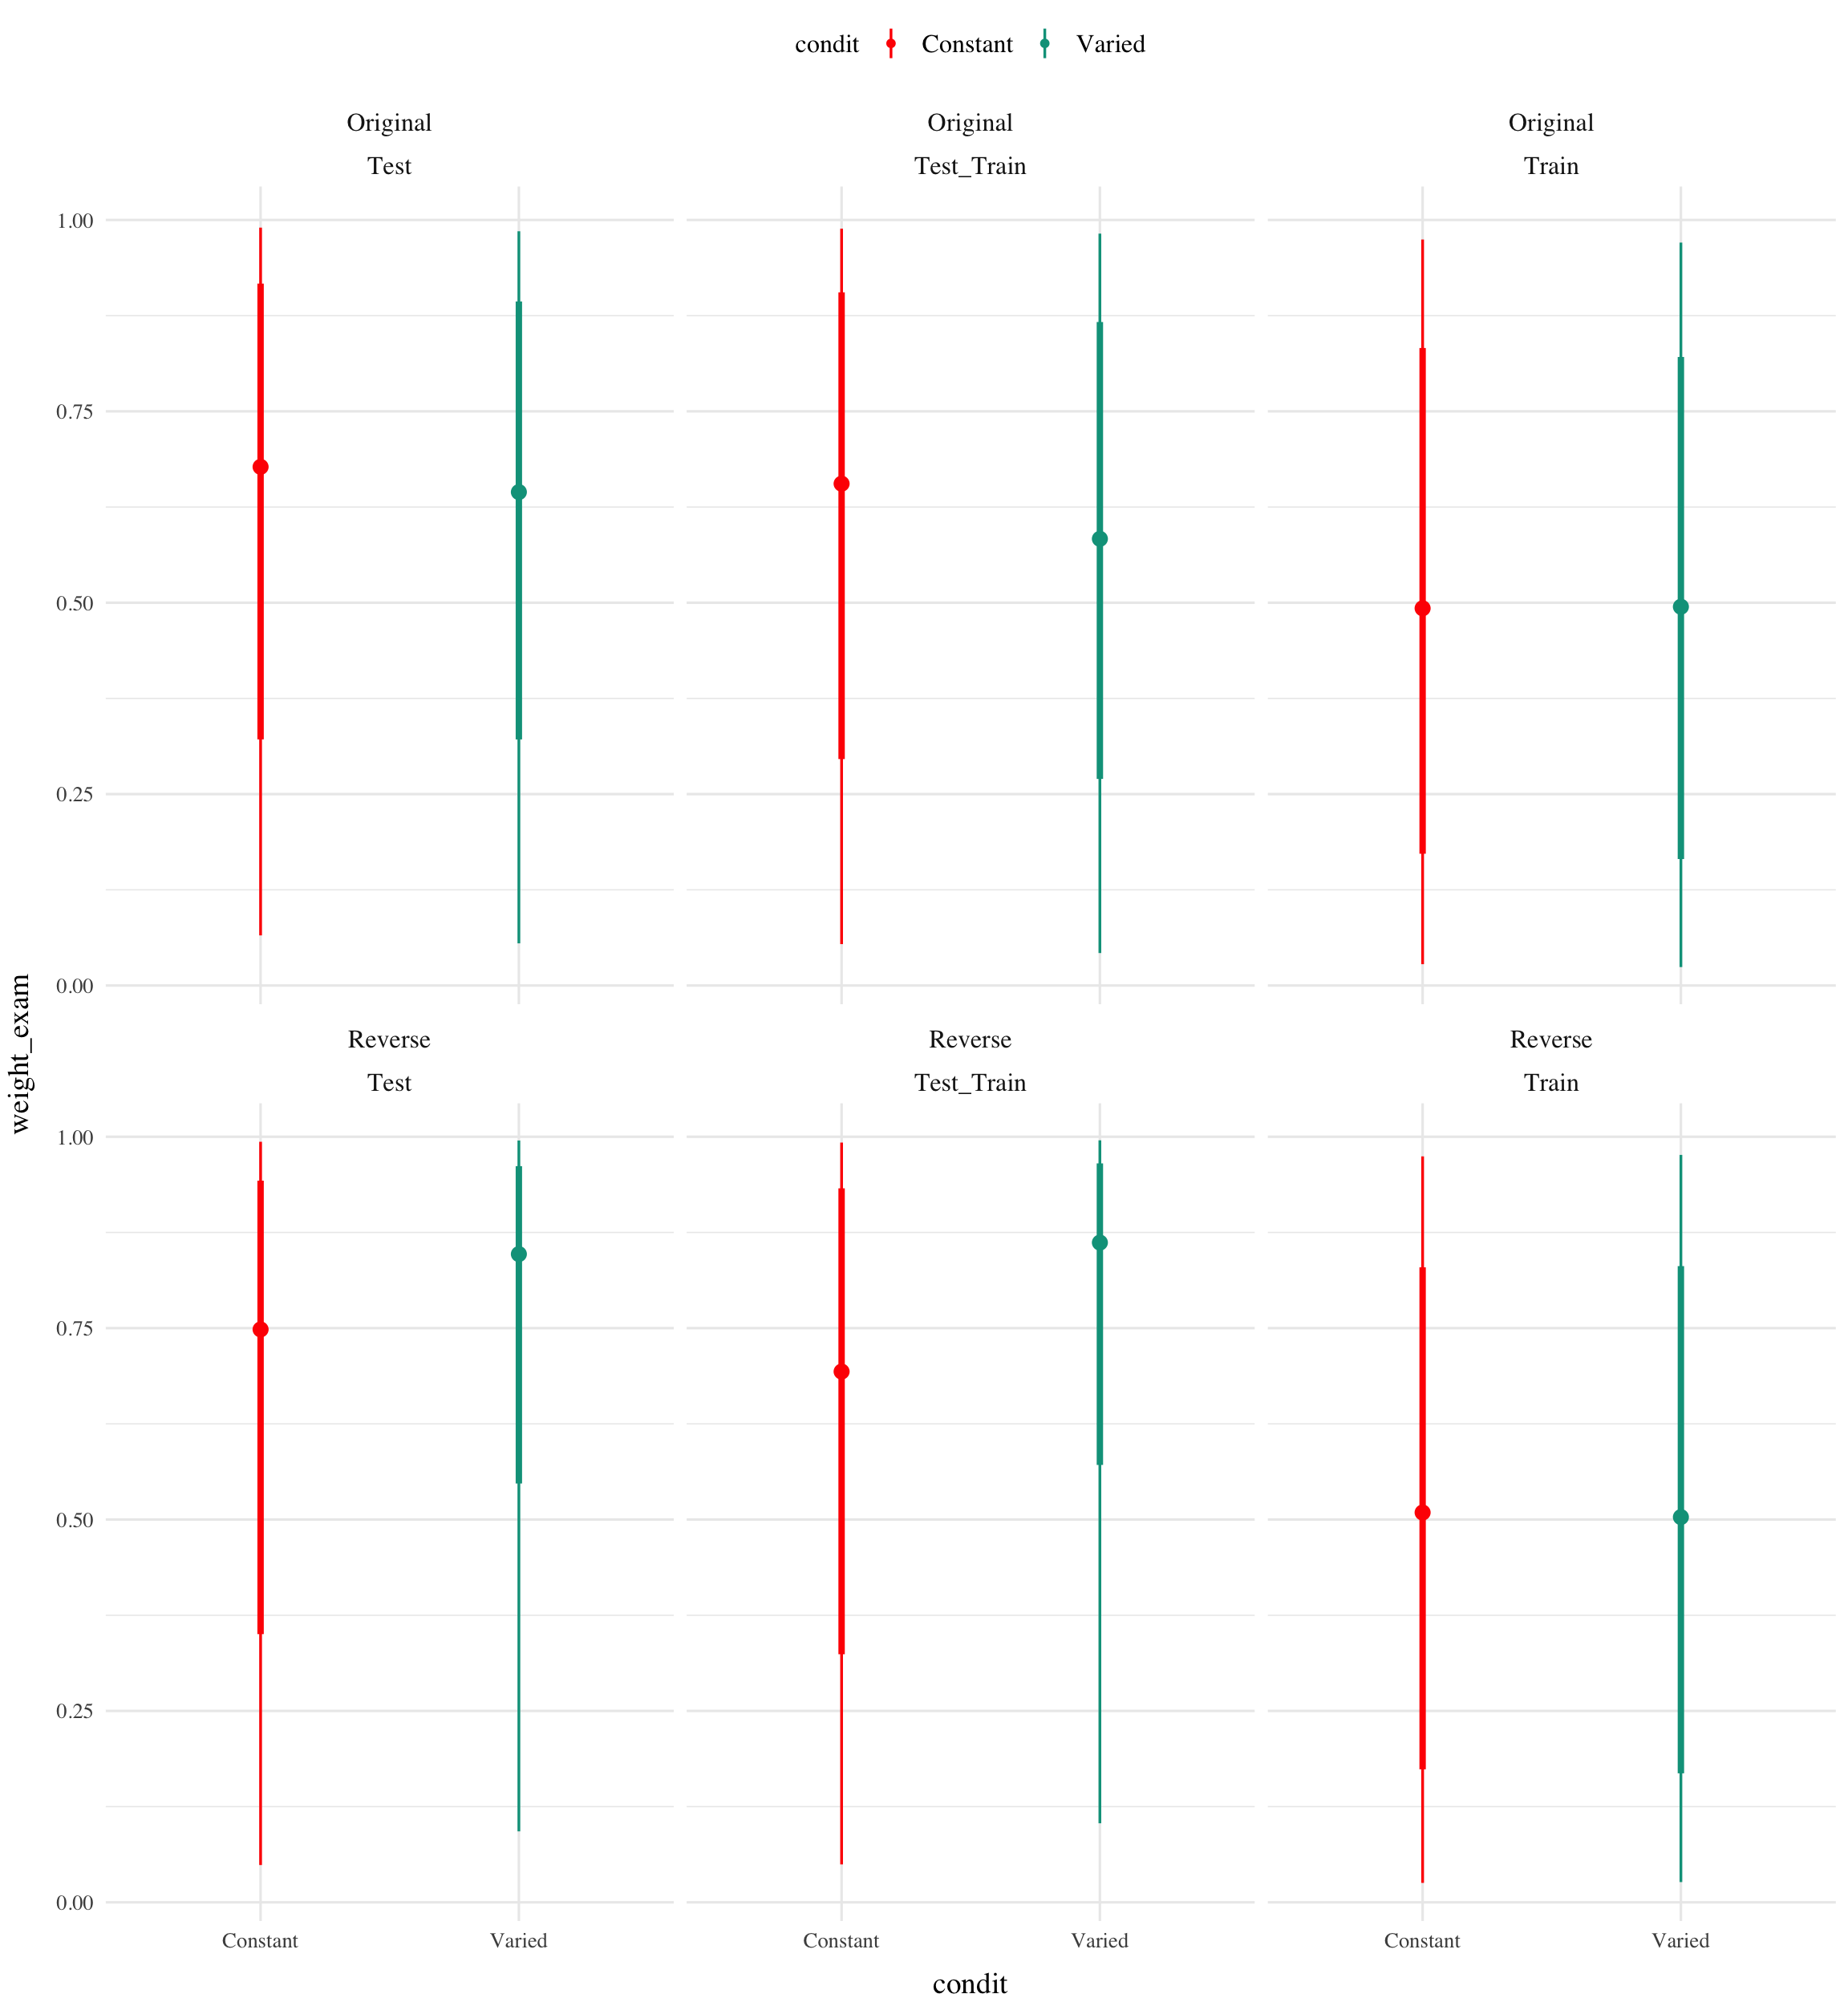 condit Constant Varied
Original Original Original
Test Test_Train Train
1.00
0.75
0.50
0.25
0.00
weight_exam
Reverse Reverse Reverse
Test Test_Train Train
1.00
0.75
0.50
0.25
0.00
Constant Varied Constant Varied Constant Varied
condit